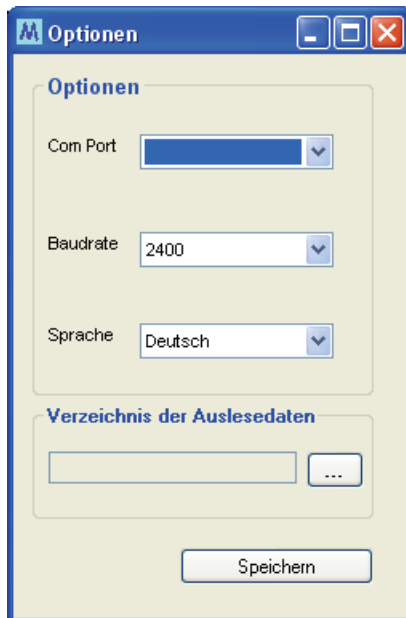 Optionen
Optionen
Com Port
Baudrate 2400
Sprache Deutsch
Verzeichnis der Auslesedaten
...
Speichern